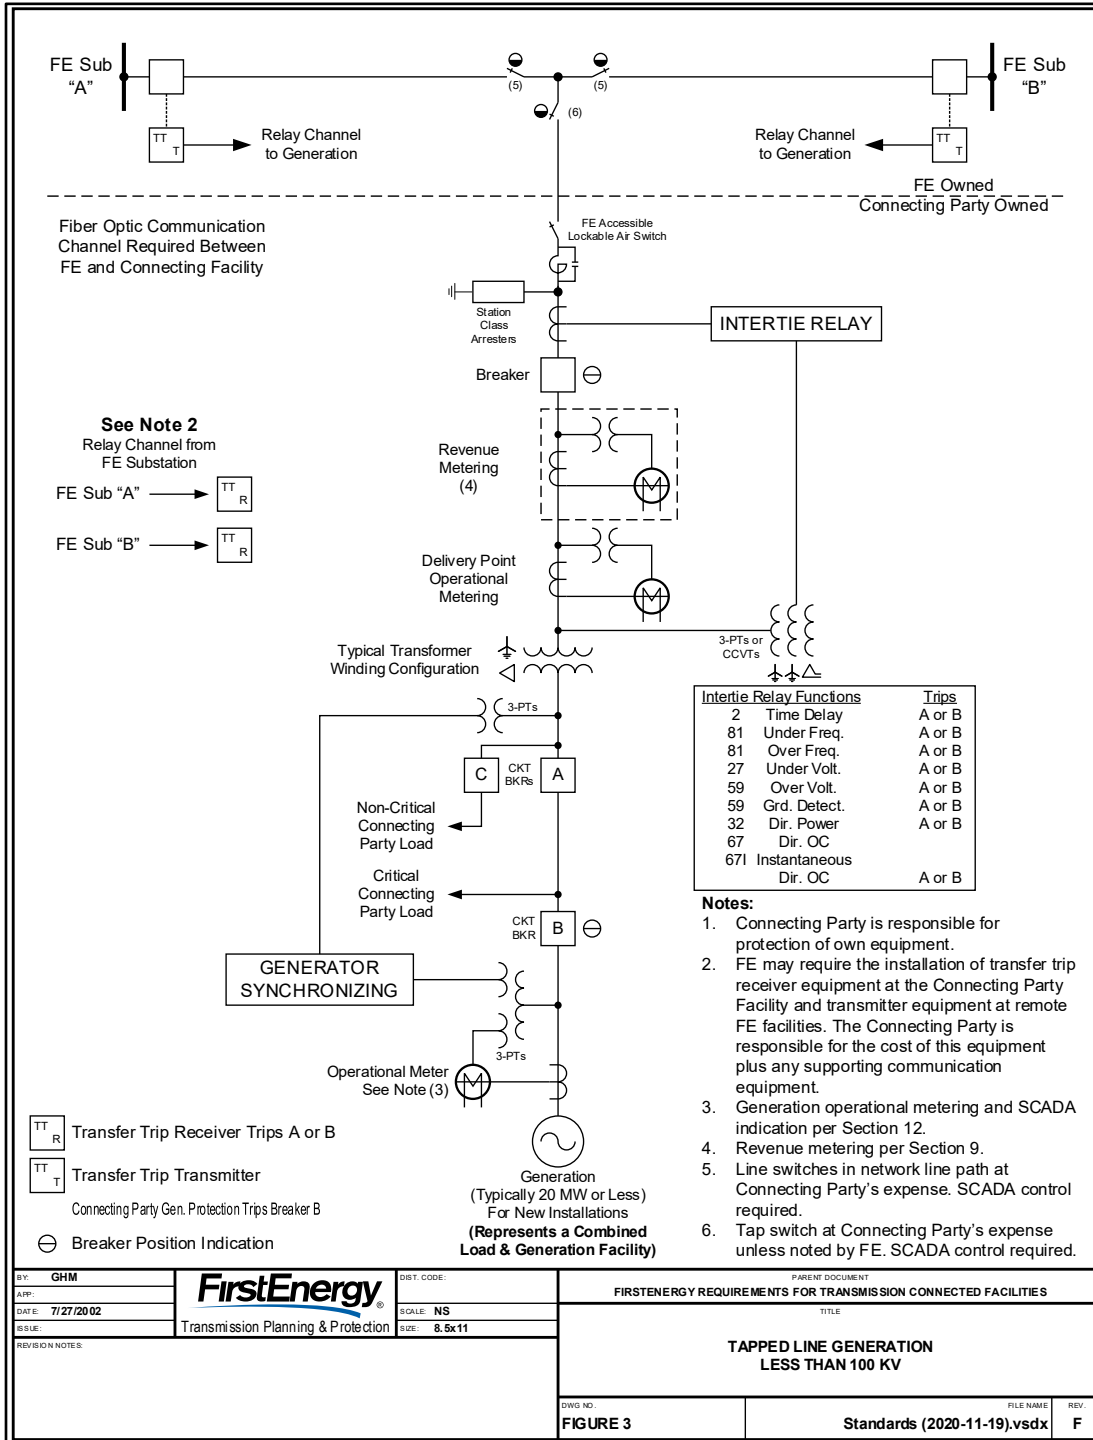 FE Sub
"A"
(5)
(5)
FE Sub
"B"
(6)
TT
T
Relay Channel
to Generation
Relay Channel
to Generation
TT
T
FE Owned
Connecting Party Owned
Fiber Optic Communication
Channel Required Between
FE and Connecting Facility
FE Accessible
Lockable Air Switch
Station
Class
Arresters
INTERTIE RELAY
Breaker
See Note 2
Relay Channel from
FE Substation
FE Sub "A"
TT
R
FE Sub "B"
TT
R
Revenue
Metering
(4)
Delivery Point
Operational
Metering
3-PTs or
CCVTs
Typical Transformer
Winding Configuration
3-PTs
C
CKT
BKRs
A
Non-Critical
Connecting
Party Load
Critical
Connecting
Party Load
CKT
BKR
B
GENERATOR
SYNCHRONIZING
3-PTs
Operational Meter
See Note (3)
Generation
(Typically 20 MW or Less)
For New Installations
(Represents a Combined
Load & Generation Facility)
Intertie Relay Functions Trips
2 Time Delay A or B
81 Under Freq. A or B
81 Over Freq. A or B
27 Under Volt. A or B
59 Over Volt. A or B
59 Grd. Detect. A or B
32 Dir. Power A or B
67 Dir. OC
67I Instantaneous
Dir. OC A or B
Notes:
1. Connecting Party is responsible for
protection of own equipment.
2. FE may require the installation of transfer trip
receiver equipment at the Connecting Party
Facility and transmitter equipment at remote
FE facilities. The Connecting Party is
responsible for the cost of this equipment
plus any supporting communication
equipment.
3. Generation operational metering and SCADA
indication per Section 12.
4. Revenue metering per Section 9.
5. Line switches in network line path at
Connecting Party's expense. SCADA control
required.
6. Tap switch at Connecting Party's expense
unless noted by FE. SCADA control required.
TT
R
Transfer Trip Receiver Trips A or B
TT
T
Transfer Trip Transmitter
Connecting Party Gen. Protection Trips Breaker B
Breaker Position Indication
BY: GHM
APP:
DATE: 7/27/2002
ISSUE:
REVISION NOTES:
FirstEnergy®
Transmission Planning & Protection
DIST. CODE:
SCALE: NS
SIZE: 8.5x11
PARENT DOCUMENT
FIRSTENERGY REQUIREMENTS FOR TRANSMISSION CONNECTED FACILITIES
TITLE
TAPPED LINE GENERATION
LESS THAN 100 KV
DWG NO.
FIGURE 3
FILE NAME
Standards (2020-11-19).vsdx
REV.
F